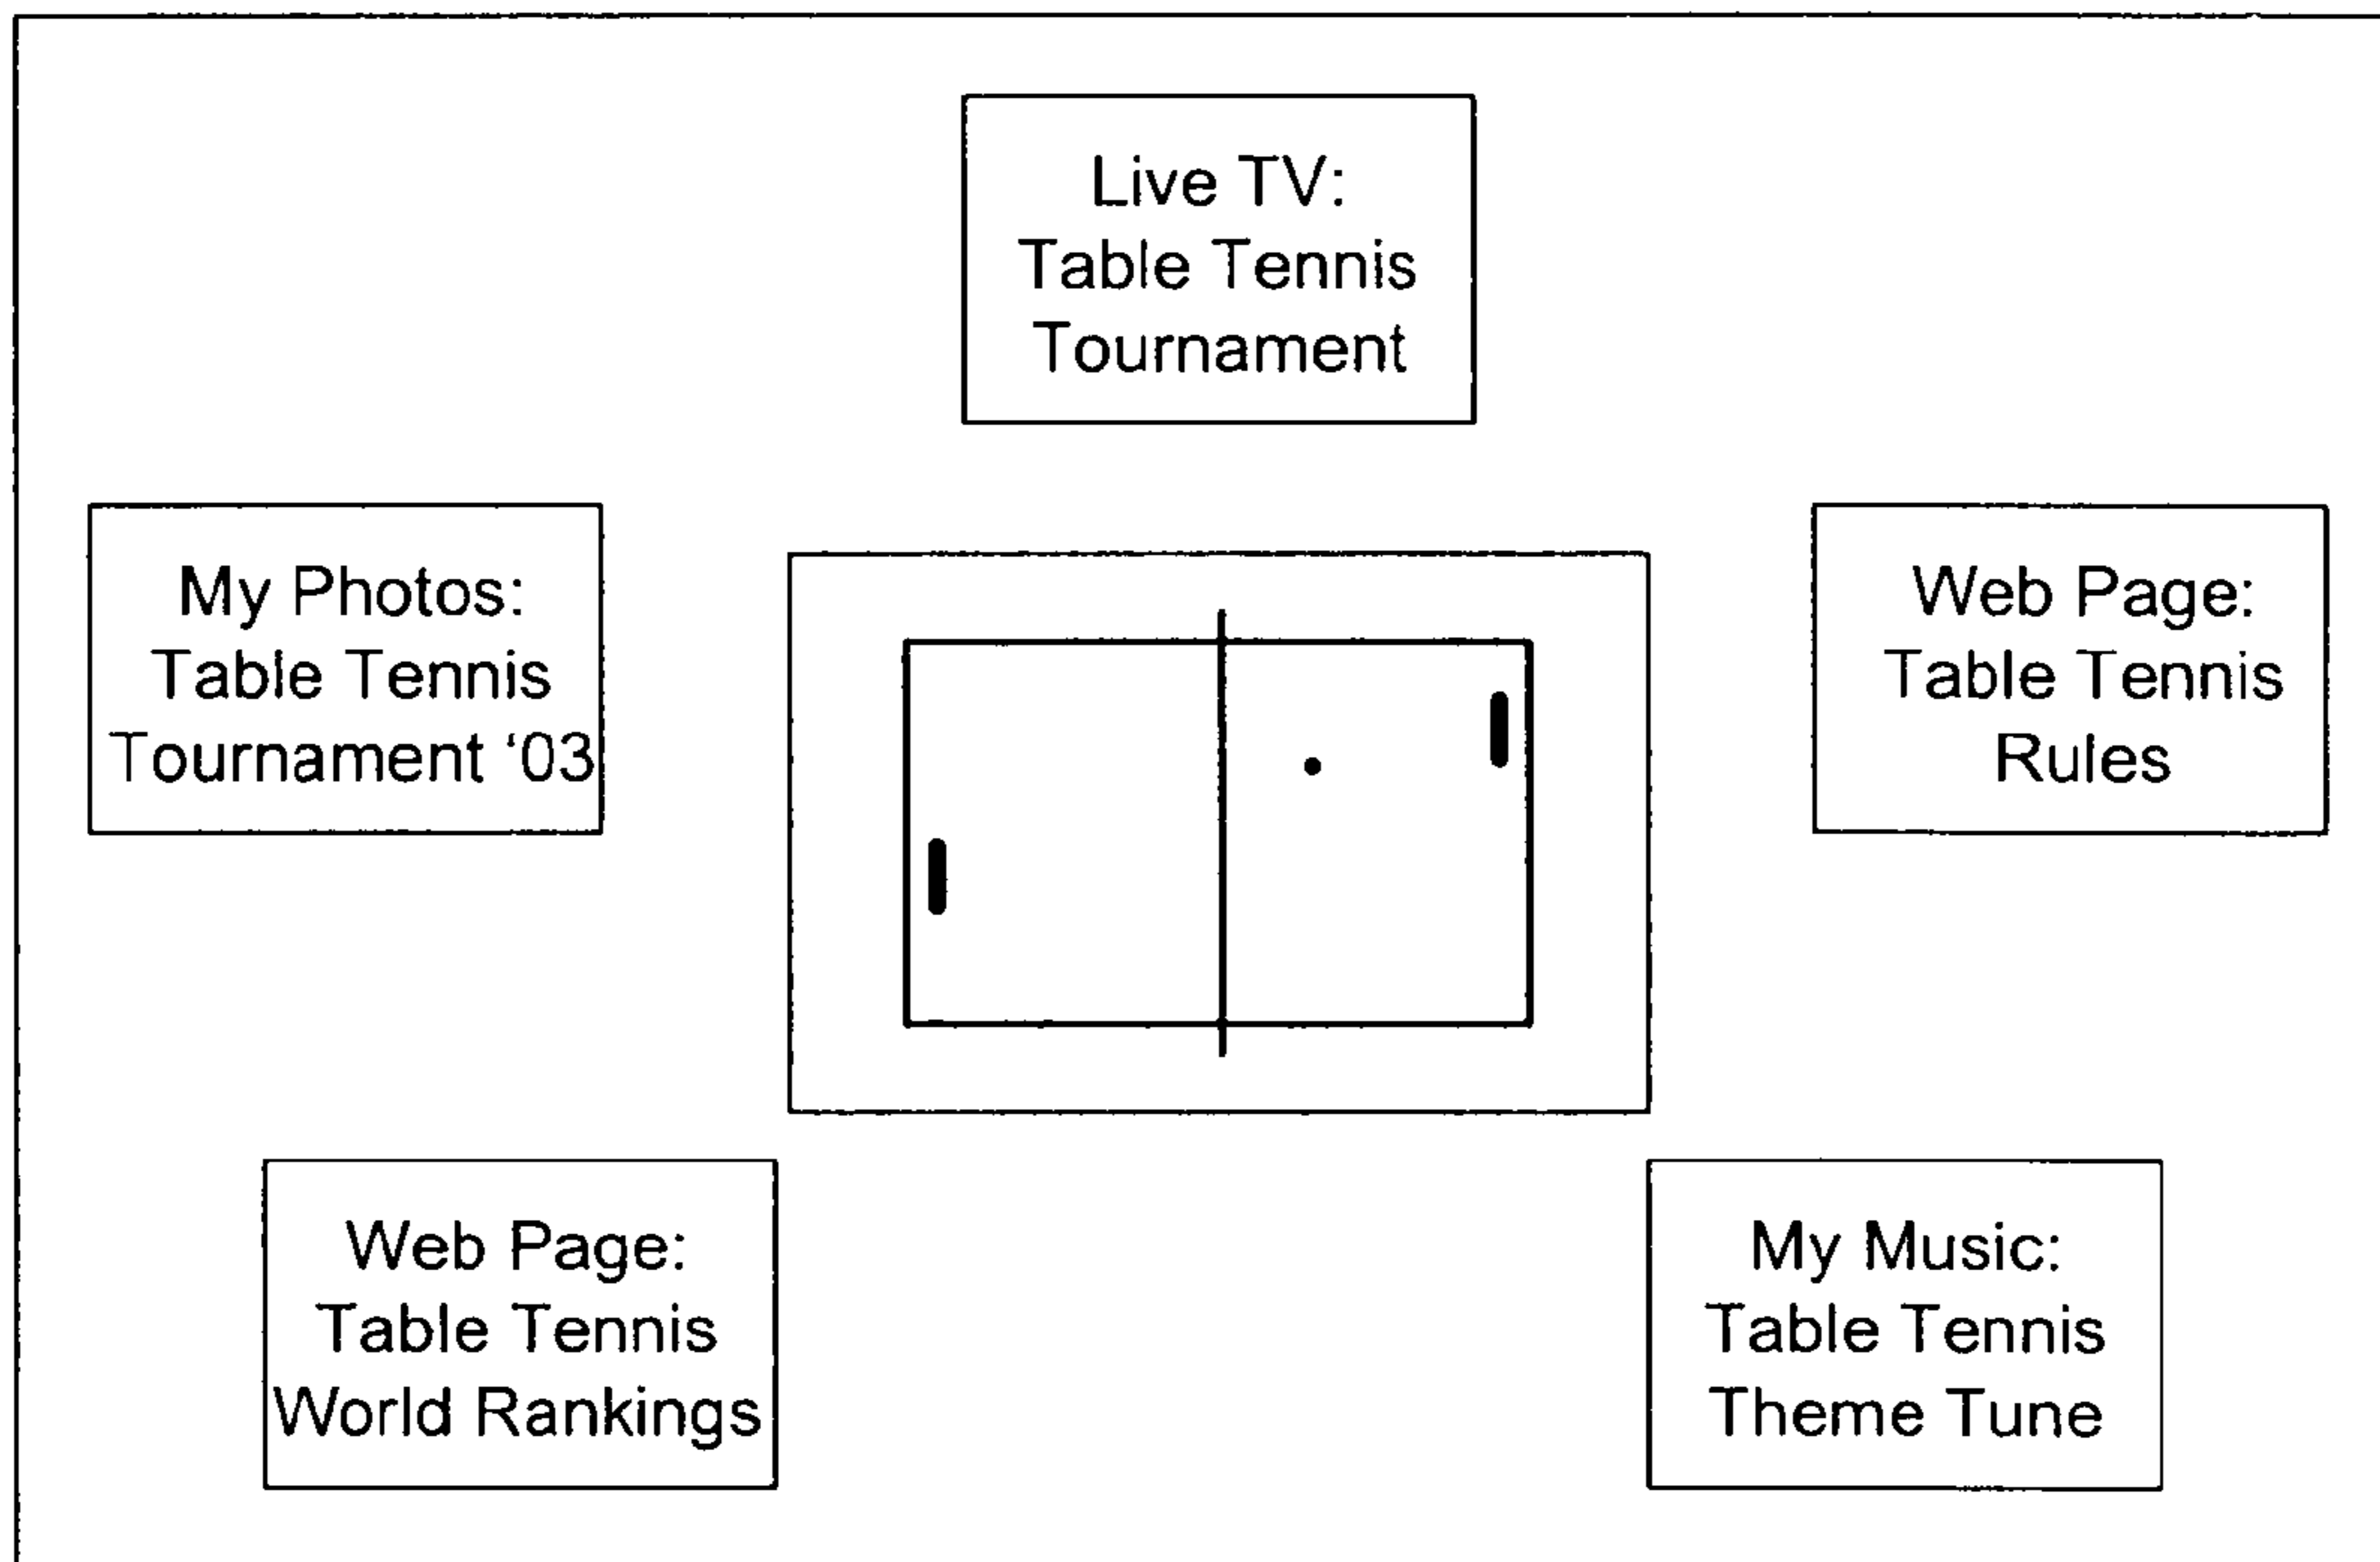 Live TV:
Table Tennis
Tournament
My Photos:
Table Tennis
Tournament ‘03
Web Page:
Table Tennis
Rules
Web Page:
Table Tennis
World Rankings
My Music:
Table Tennis
Theme Tune